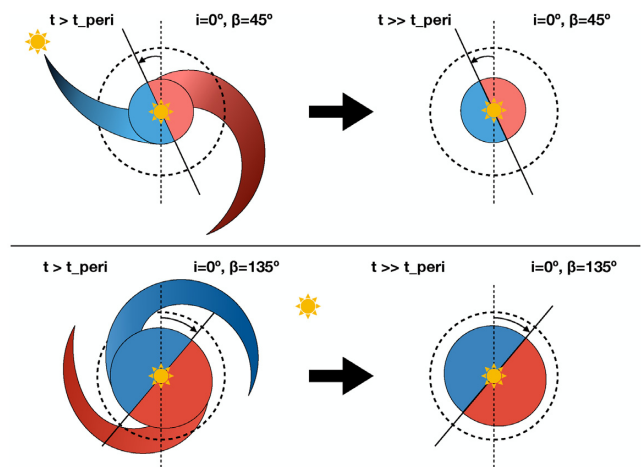 t > t_peri i=0º, β=45º
t >> t_peri i=0º, β=45º
t > t_peri i=0º, β=135º
t >> t_peri i=0º, β=135º